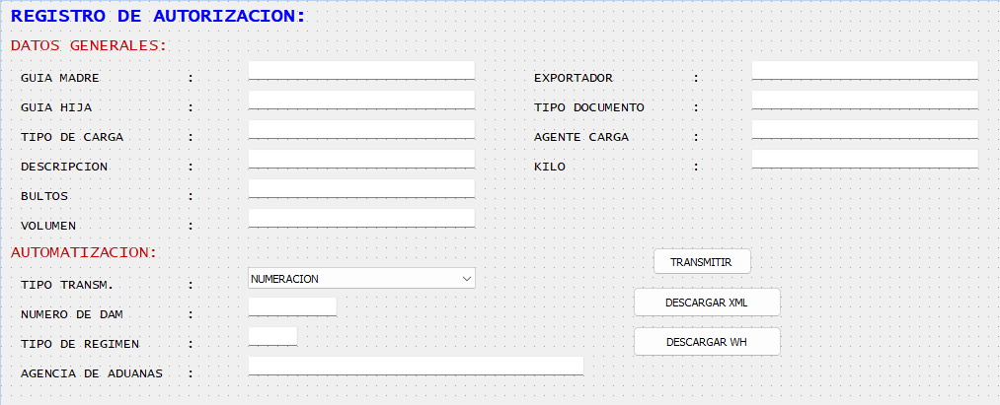 REGISTRO DE AUTORIZACION:
DATOS GENERALES:
GUIA MADRE : EXPORTADOR :
GUIA HIJA : TIPO DOCUMENTO :
TIPO DE CARGA : AGENTE CARGA :
DESCRIPCION : KILO :
BULTOS :
VOLUMEN :
AUTOMATIZACION:
TRANSMITIR
TIPO TRANSM. : NUMERACION
DESCARGAR XML
NUMERO DE DAM :
TIPO DE REGIMEN : DESCARGAR WH
AGENCIA DE ADUANAS :